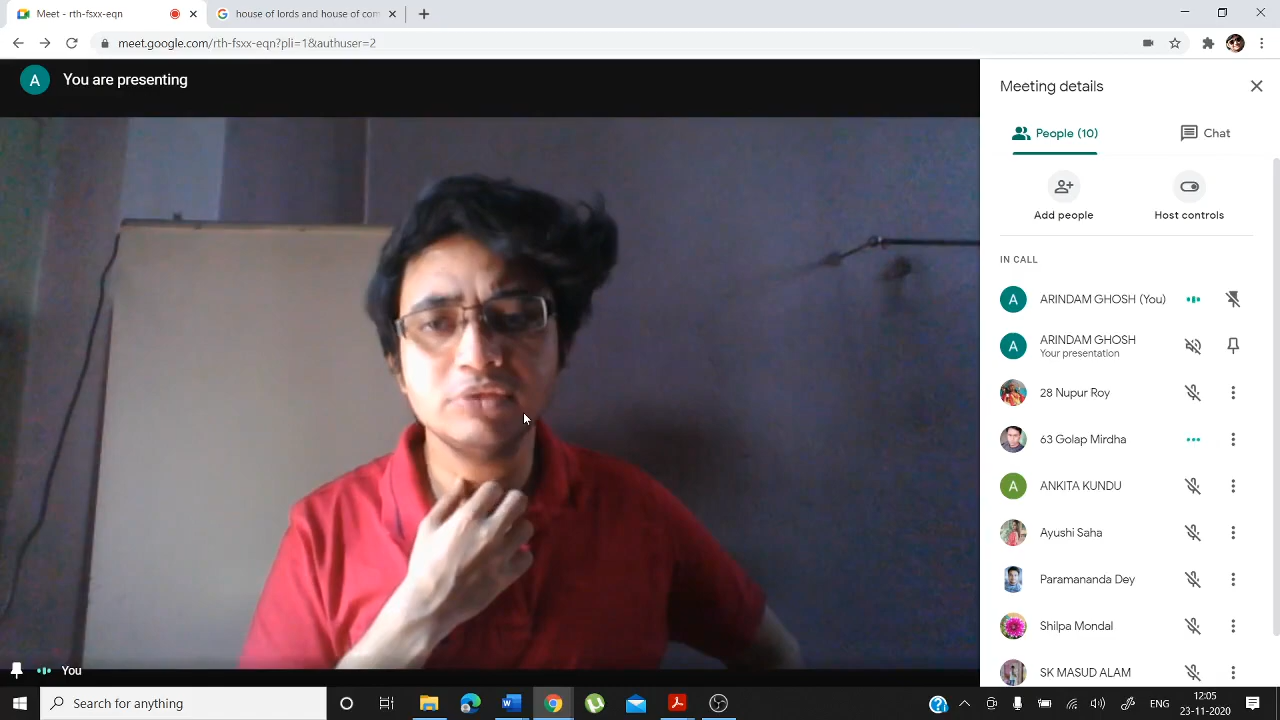 Meet - rth-fsxx-eqn
house of lords and house of com
meet.google.com/rth-fsxx-eqn?pli=1&authuser=2
A You are presenting
Meeting details
People (10)
Chat
Add people
Host controls
IN CALL
A ARINDAM GHOSH (You)
A ARINDAM GHOSH
Your presentation
28 Nupur Roy
63 Golap Mirdha
A ANKITA KUNDU
Ayushi Saha
Paramananda Dey
Shilpa Mondal
SK MASUD ALAM
You
Search for anything
ENG
12:05
23-11-2020